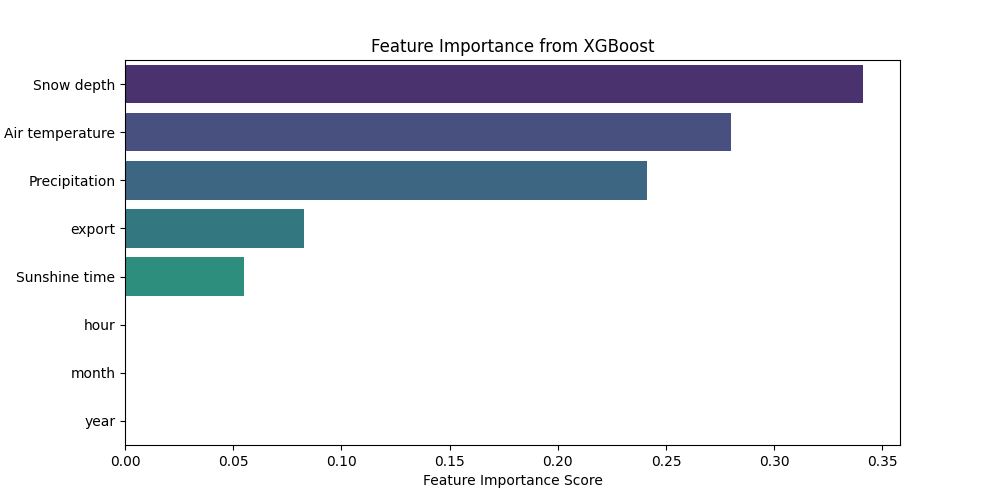 Feature Importance from XGBoost
Snow depth
Air temperature
Precipitation
export
Sunshine time
hour
month
year
0.00 0.05 0.10 0.15 0.20 0.25 0.30 0.35
Feature Importance Score